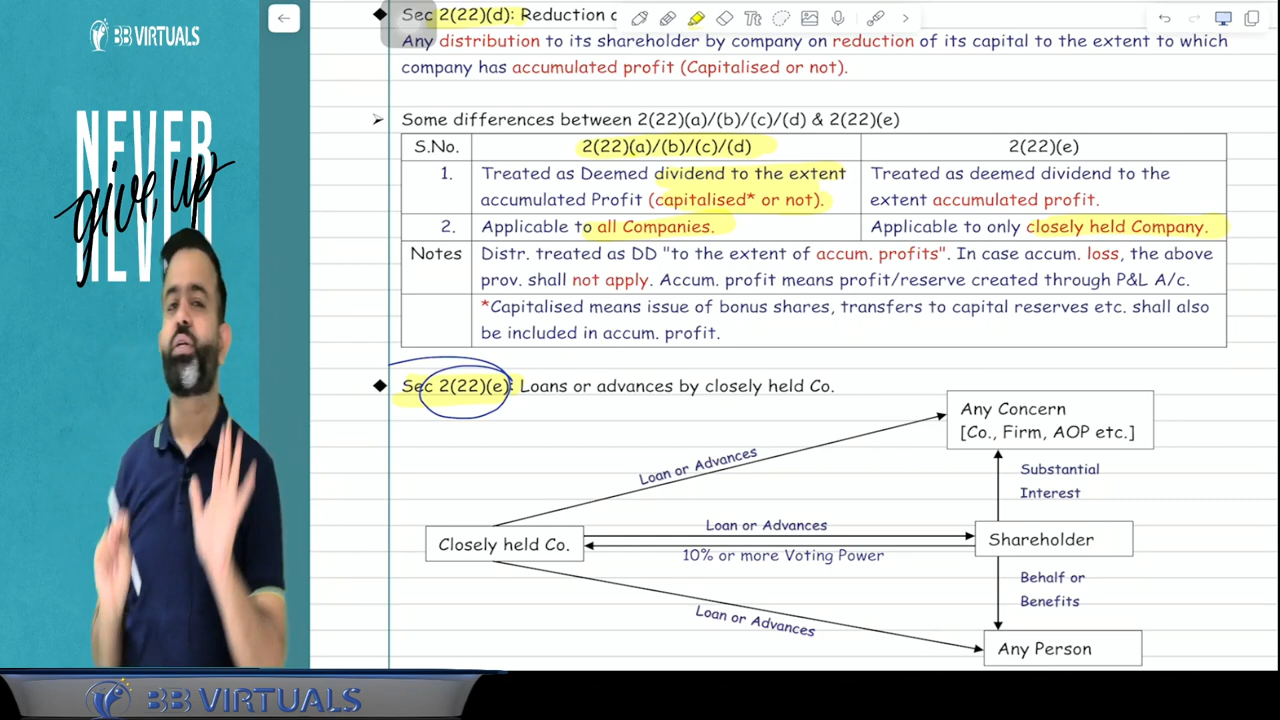 BB VIRTUALS
NEVER
give up
NEVER
Sec 2(22)(d): Reduction
Any distribution to its shareholder by company on reduction of its capital to the extent to which
company has accumulated profit (Capitalised or not).
Some differences between 2(22)(a)/(b)/(c)/(d) & 2(22)(e)
S.No. 2(22)(a)/(b)/(c)/(d) 2(22)(e)
1. Treated as Deemed dividend to the extent Treated as deemed dividend to the
accumulated Profit (capitalised* or not). extent accumulated profit.
2. Applicable to all Companies. Applicable to only closely held Company.
Notes Distr. treated as DD "to the extent of accum. profits". In case accum. loss, the above
prov. shall not apply. Accum. profit means profit/reserve created through P&L A/c.
*Capitalised means issue of bonus shares, transfers to capital reserves etc. shall also
be included in accum. profit.
Sec 2(22)(e): Loans or advances by closely held Co.
Any Concern
[Co., Firm, AOP etc.]
Loan or Advances
Substantial
Interest
Loan or Advances
Closely held Co.
Shareholder
10% or more Voting Power
Behalf or
Benefits
Loan or Advances
Any Person
BB VIRTUALS